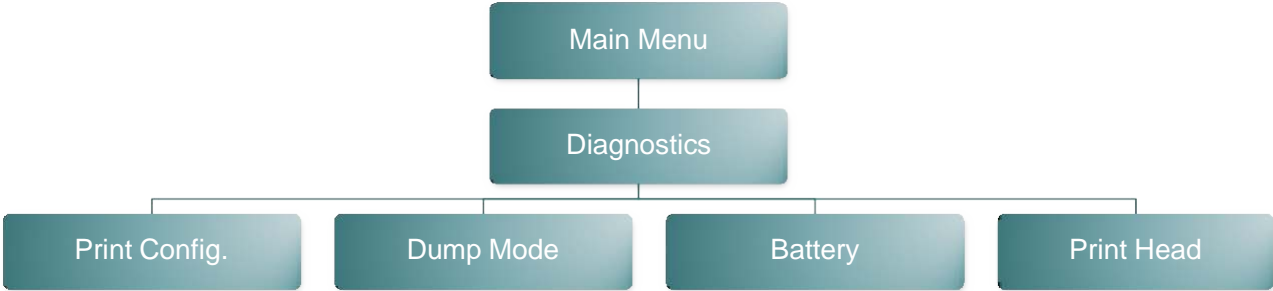 Main Menu
Diagnostics
Print Config.
Dump Mode
Battery
Print Head